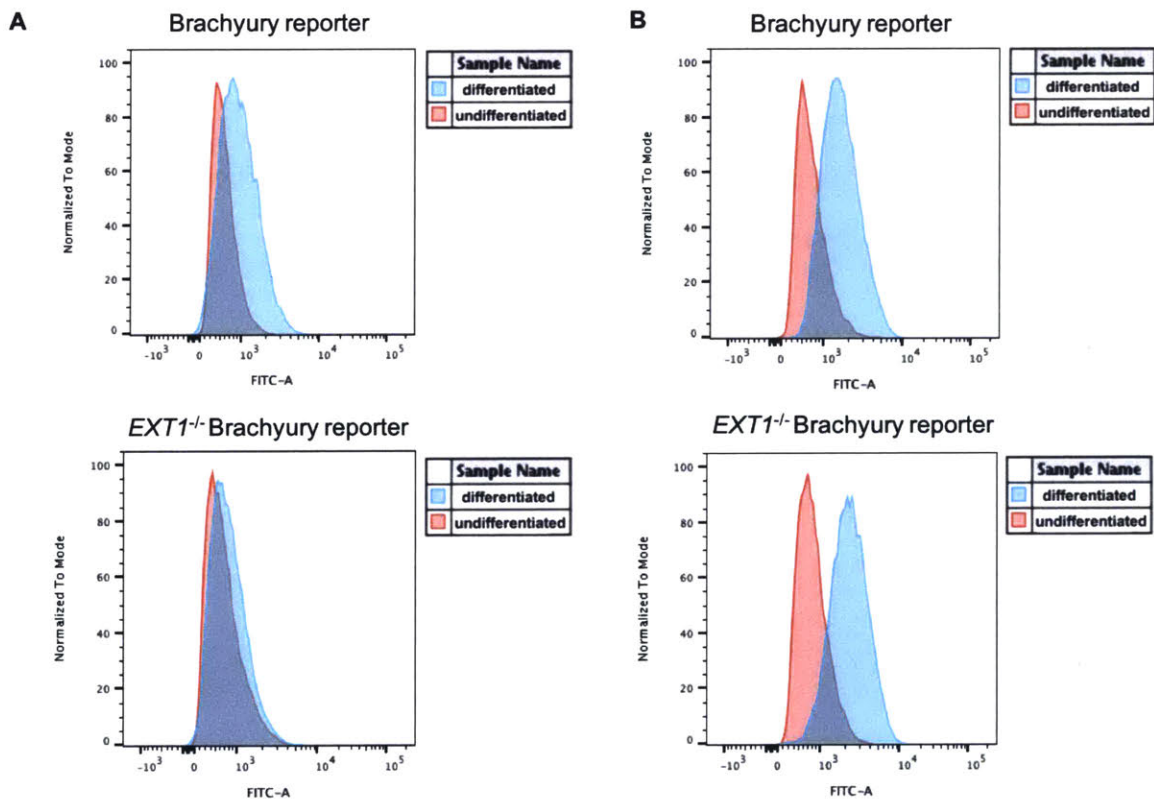 A
Brachyury reporter
Normalized To Mode
100
80
60
40
20
0
-10³ 0 10³ 10⁴ 10⁵
FITC-A
Sample Name
differentiated
undifferentiated
EXT1-/- Brachyury reporter
Normalized To Mode
100
80
60
40
20
0
-10³ 0 10³ 10⁴ 10⁵
FITC-A
Sample Name
differentiated
undifferentiated
B
Brachyury reporter
Normalized To Mode
100
80
60
40
20
0
-10³ 0 10³ 10⁴ 10⁵
FITC-A
Sample Name
differentiated
undifferentiated
EXT1-/- Brachyury reporter
Normalized To Mode
100
80
60
40
20
0
-10³ 0 10³ 10⁴ 10⁵
FITC-A
Sample Name
differentiated
undifferentiated